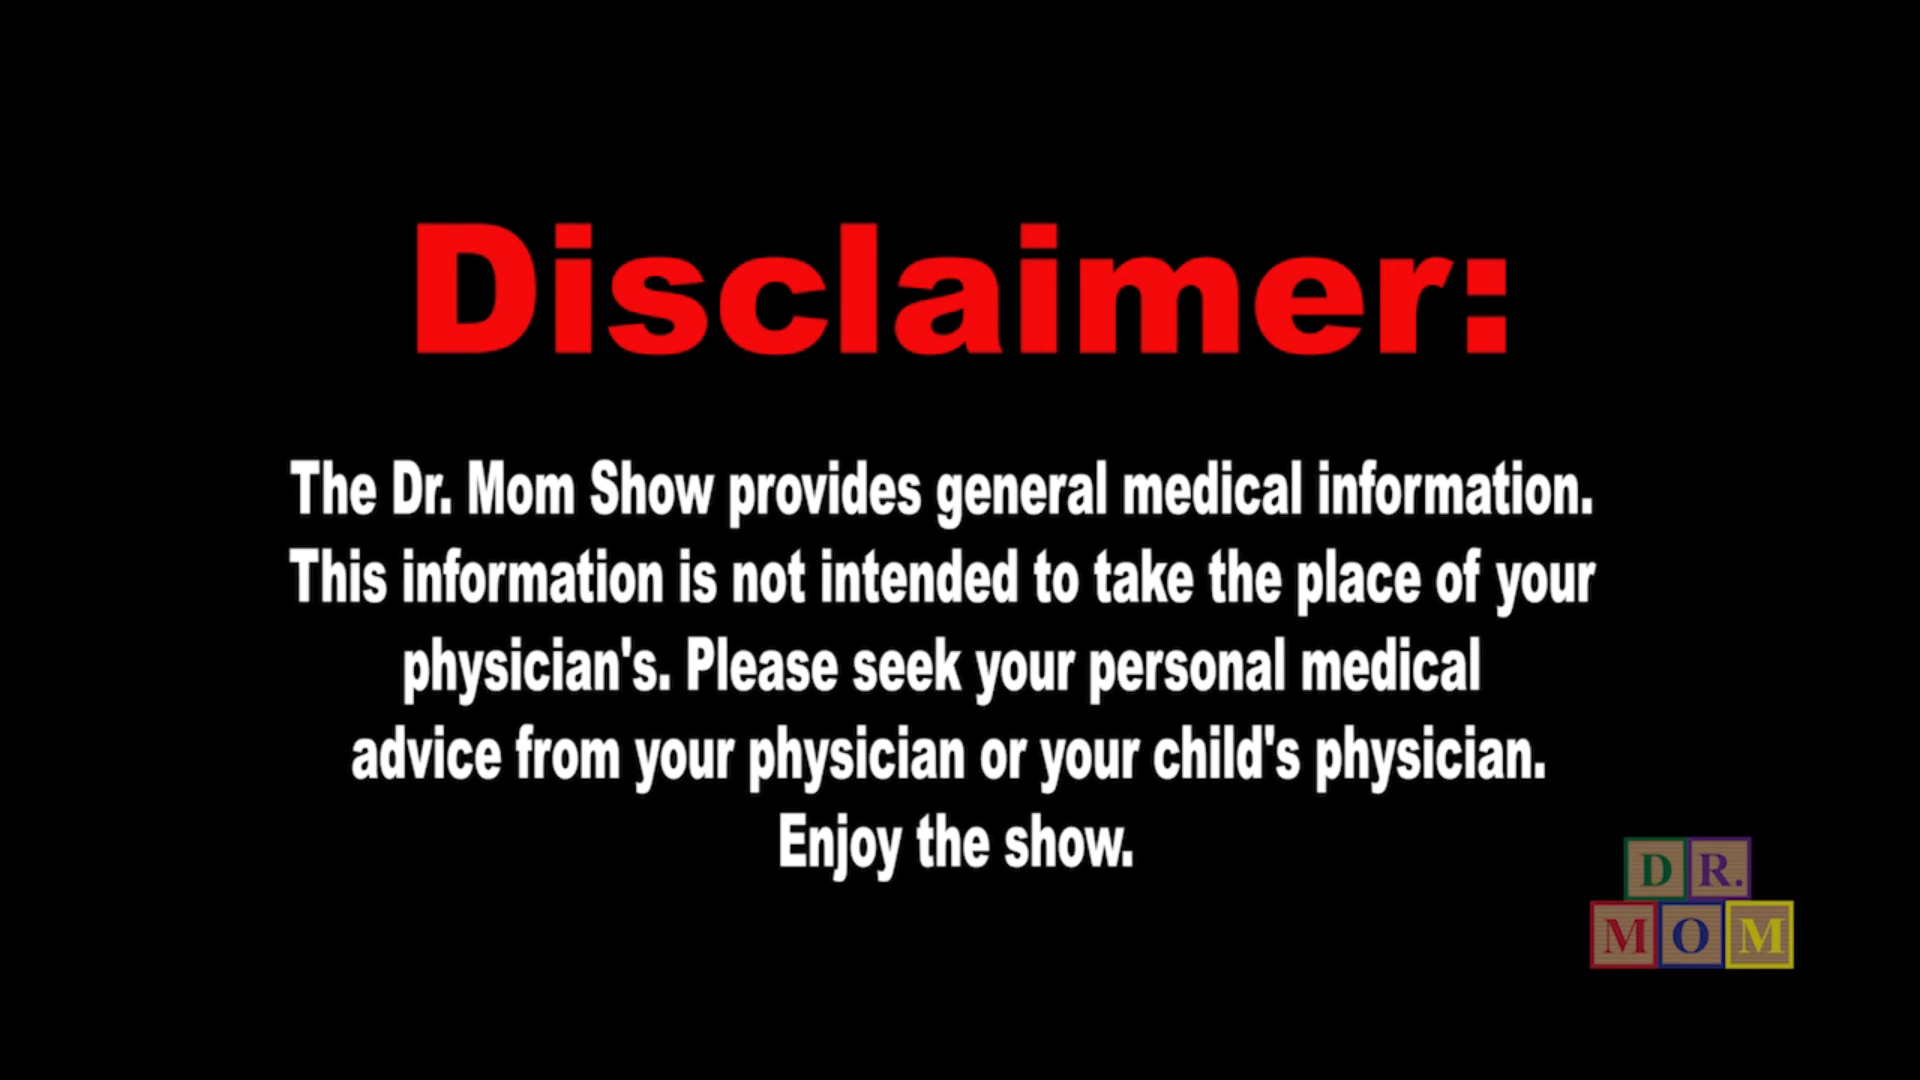 Disclaimer:
The Dr. Mom Show provides general medical information.
This information is not intended to take the place of your
physician's. Please seek your personal medical
advice from your physician or your child's physician.
Enjoy the show.
DR.
MOM